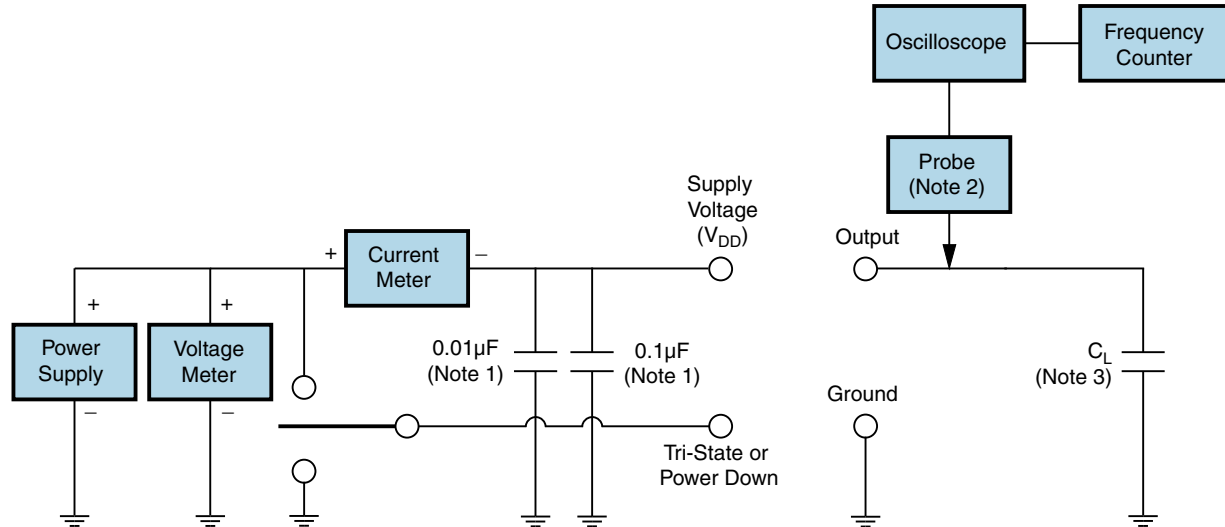 Oscilloscope
Frequency
Counter
Probe
(Note 2)
Supply
Voltage
(V_DD)
Output
+
Current
Meter
–
+
Power
Supply
–
+
Voltage
Meter
–
0.01µF
(Note 1)
0.1µF
(Note 1)
C_L
(Note 3)
Ground
Tri-State or
Power Down